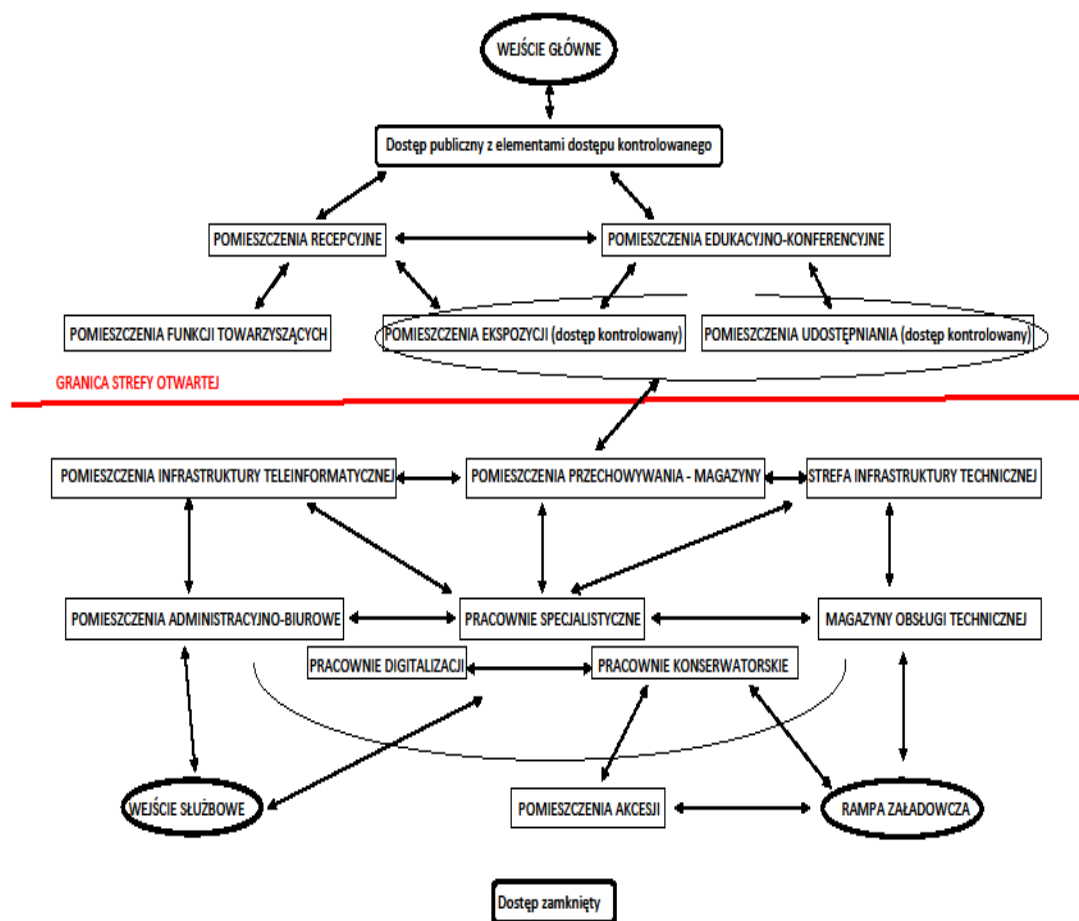 WEJŚCIE GŁÓWNE
Dostęp publiczny z elementami dostępu kontrolowanego
POMIESZCZENIA RECEPCYJNE
POMIESZCZENIA EDUKACYJNO-KONFERENCYJNE
POMIESZCZENIA FUNKCJI TOWARZYSZĄCYCH
POMIESZCZENIA EKSPOZYCJI (dostęp kontrolowany)
POMIESZCZENIA UDOSTĘPNIANIA (dostęp kontrolowany)
GRANICA STREFY OTWARTEJ
POMIESZCZENIA INFRASTRUKTURY TELEINFORMATYCZNEJ
POMIESZCZENIA PRZECHOWYWANIA - MAGAZYNY
STREFA INFRASTRUKTURY TECHNICZNEJ
POMIESZCZENIA ADMINISTRACYJNO-BIUROWE
PRACOWNIE SPECJALISTYCZNE
MAGAZYNY OBSŁUGI TECHNICZNEJ
PRACOWNIE DIGITALIZACJI
PRACOWNIE KONSERWATORSKIE
WEJŚCIE SŁUŻBOWE
POMIESZCZENIA AKCESJI
RAMPA ZAŁADOWCZA
Dostęp zamknięty